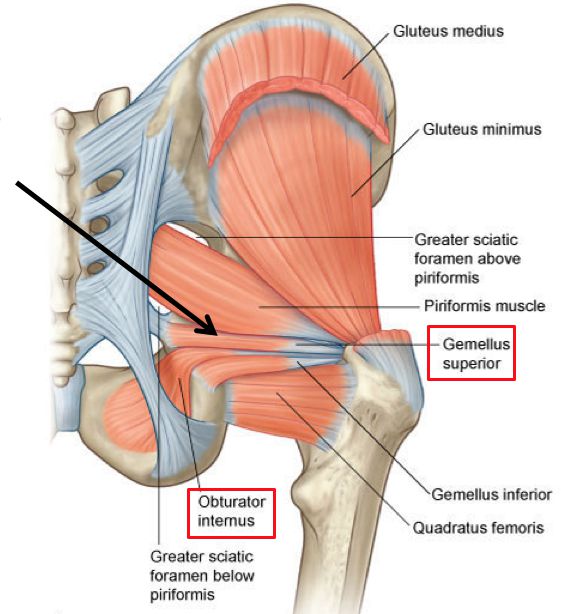 Gluteus medius
Gluteus minimus
Greater sciatic
foramen above
piriformis
Piriformis muscle
Gemellus
superior
Gemellus inferior
Quadratus femoris
Obturator
internus
Greater sciatic
foramen below
piriformis